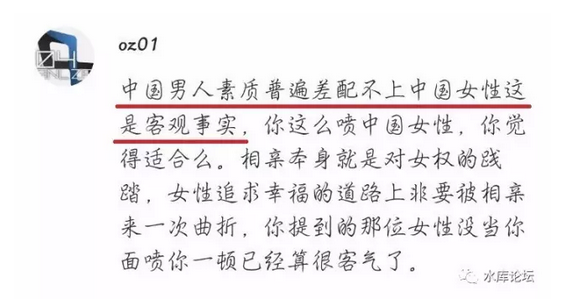 oz01
中国男人素质普遍差配不上中国女性这
是客观事实，你这么喷中国女性，你觉
得适合么。相亲本身就是对女权的践
踏，女性追求幸福的道路上非要被相亲
来一次曲折，你提到的那位女性没当你
面喷你一顿已经算很客气了。
水库论坛